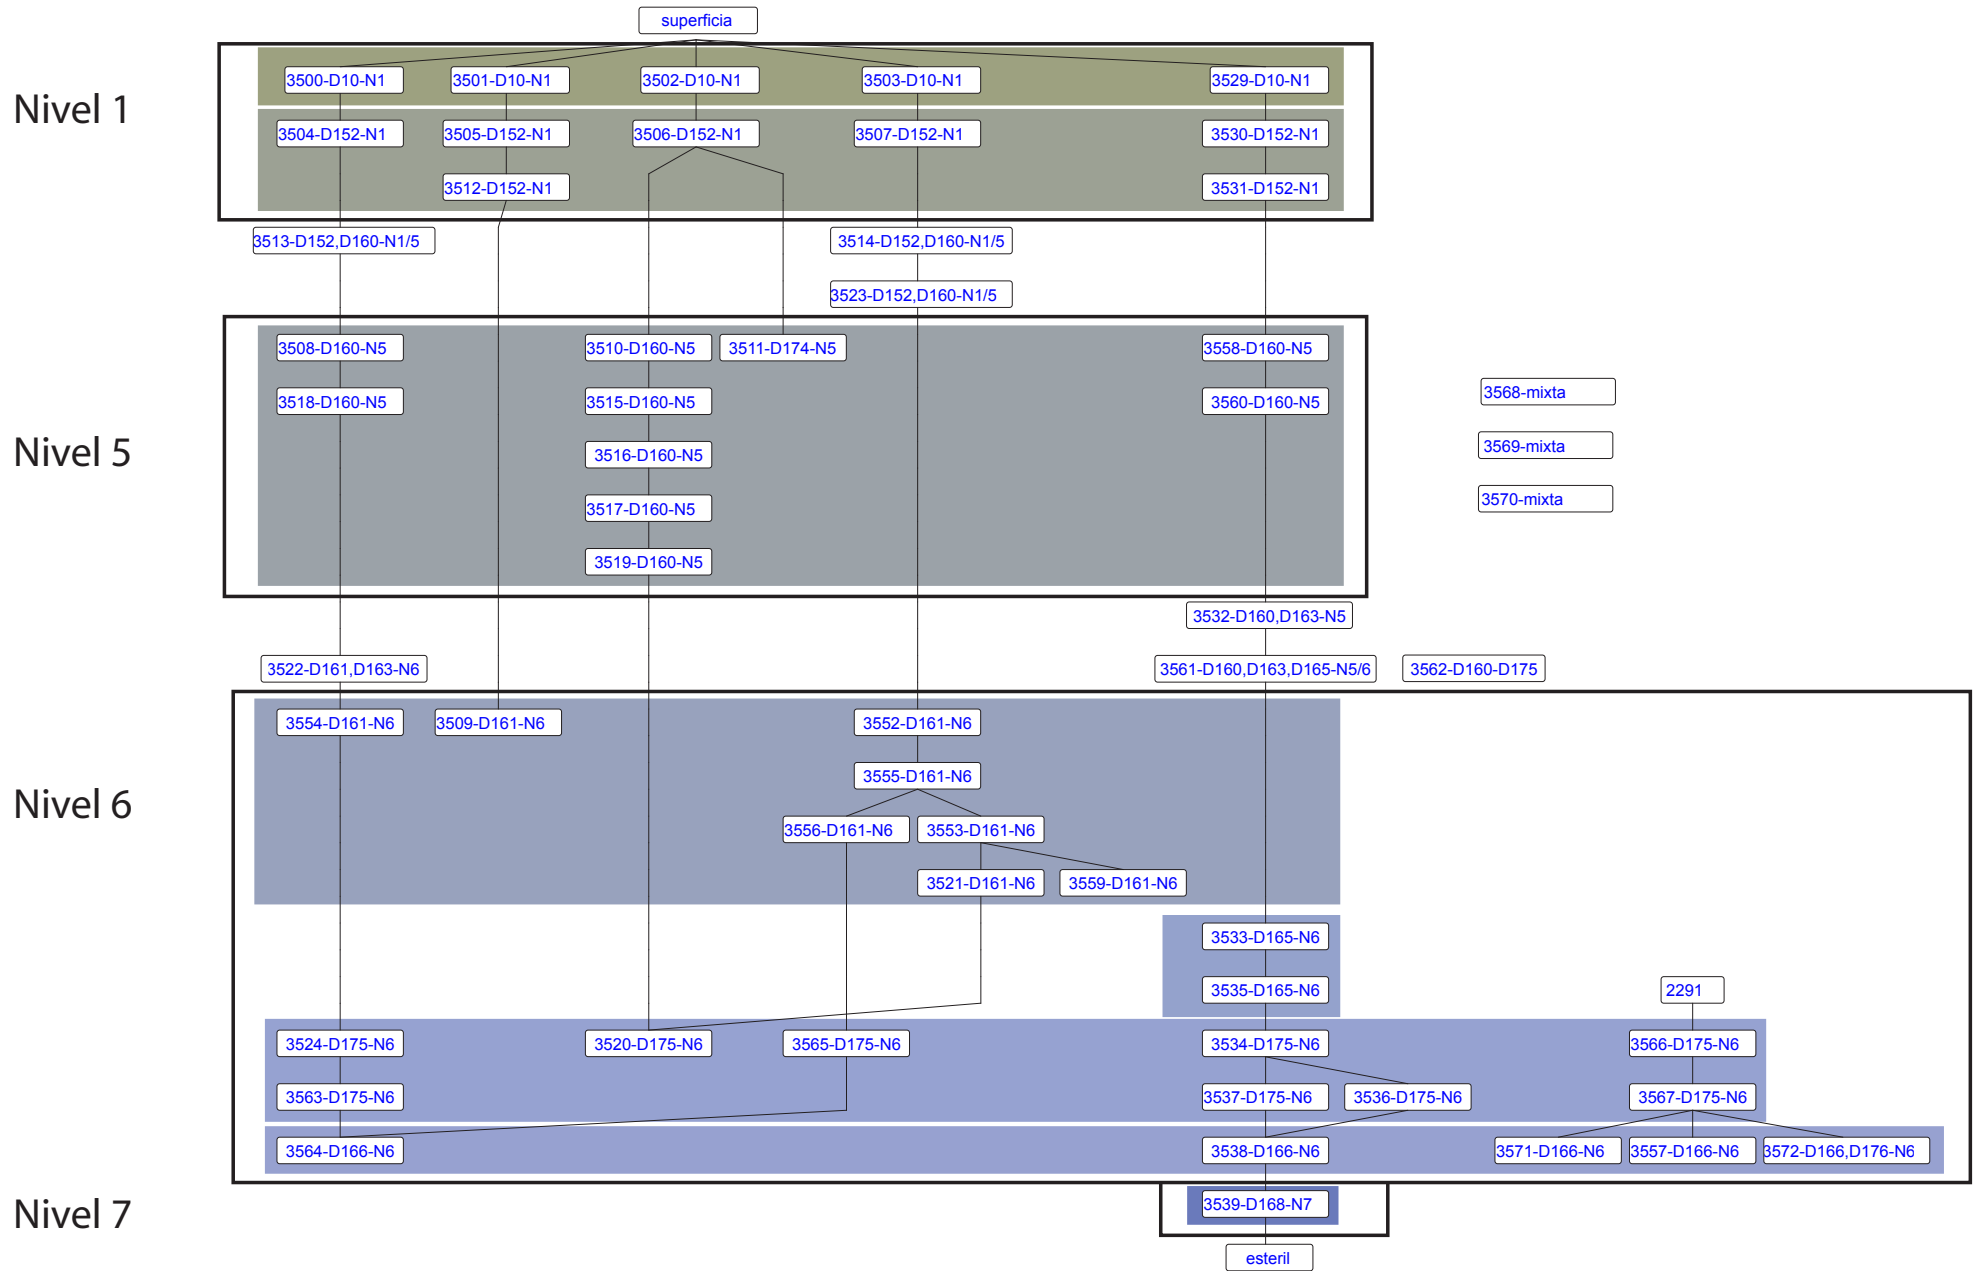 superficia
Nivel 1
3500-D10-N1
3501-D10-N1
3502-D10-N1
3503-D10-N1
3529-D10-N1
3504-D152-N1
3505-D152-N1
3506-D152-N1
3507-D152-N1
3530-D152-N1
3512-D152-N1
3531-D152-N1
3513-D152,D160-N1/5
3514-D152,D160-N1/5
3523-D152,D160-N1/5
Nivel 5
3508-D160-N5
3510-D160-N5
3511-D174-N5
3558-D160-N5
3518-D160-N5
3515-D160-N5
3560-D160-N5
3568-mixta
3516-D160-N5
3569-mixta
3517-D160-N5
3570-mixta
3519-D160-N5
3532-D160,D163-N5
3522-D161,D163-N6
3561-D160,D163,D165-N5/6
3562-D160-D175
Nivel 6
3554-D161-N6
3509-D161-N6
3552-D161-N6
3555-D161-N6
3556-D161-N6
3553-D161-N6
3521-D161-N6
3559-D161-N6
3533-D165-N6
3535-D165-N6
2291
3524-D175-N6
3520-D175-N6
3565-D175-N6
3534-D175-N6
3566-D175-N6
3563-D175-N6
3537-D175-N6
3536-D175-N6
3567-D175-N6
3564-D166-N6
3538-D166-N6
3571-D166-N6
3557-D166-N6
3572-D166,D176-N6
Nivel 7
3539-D168-N7
esteril